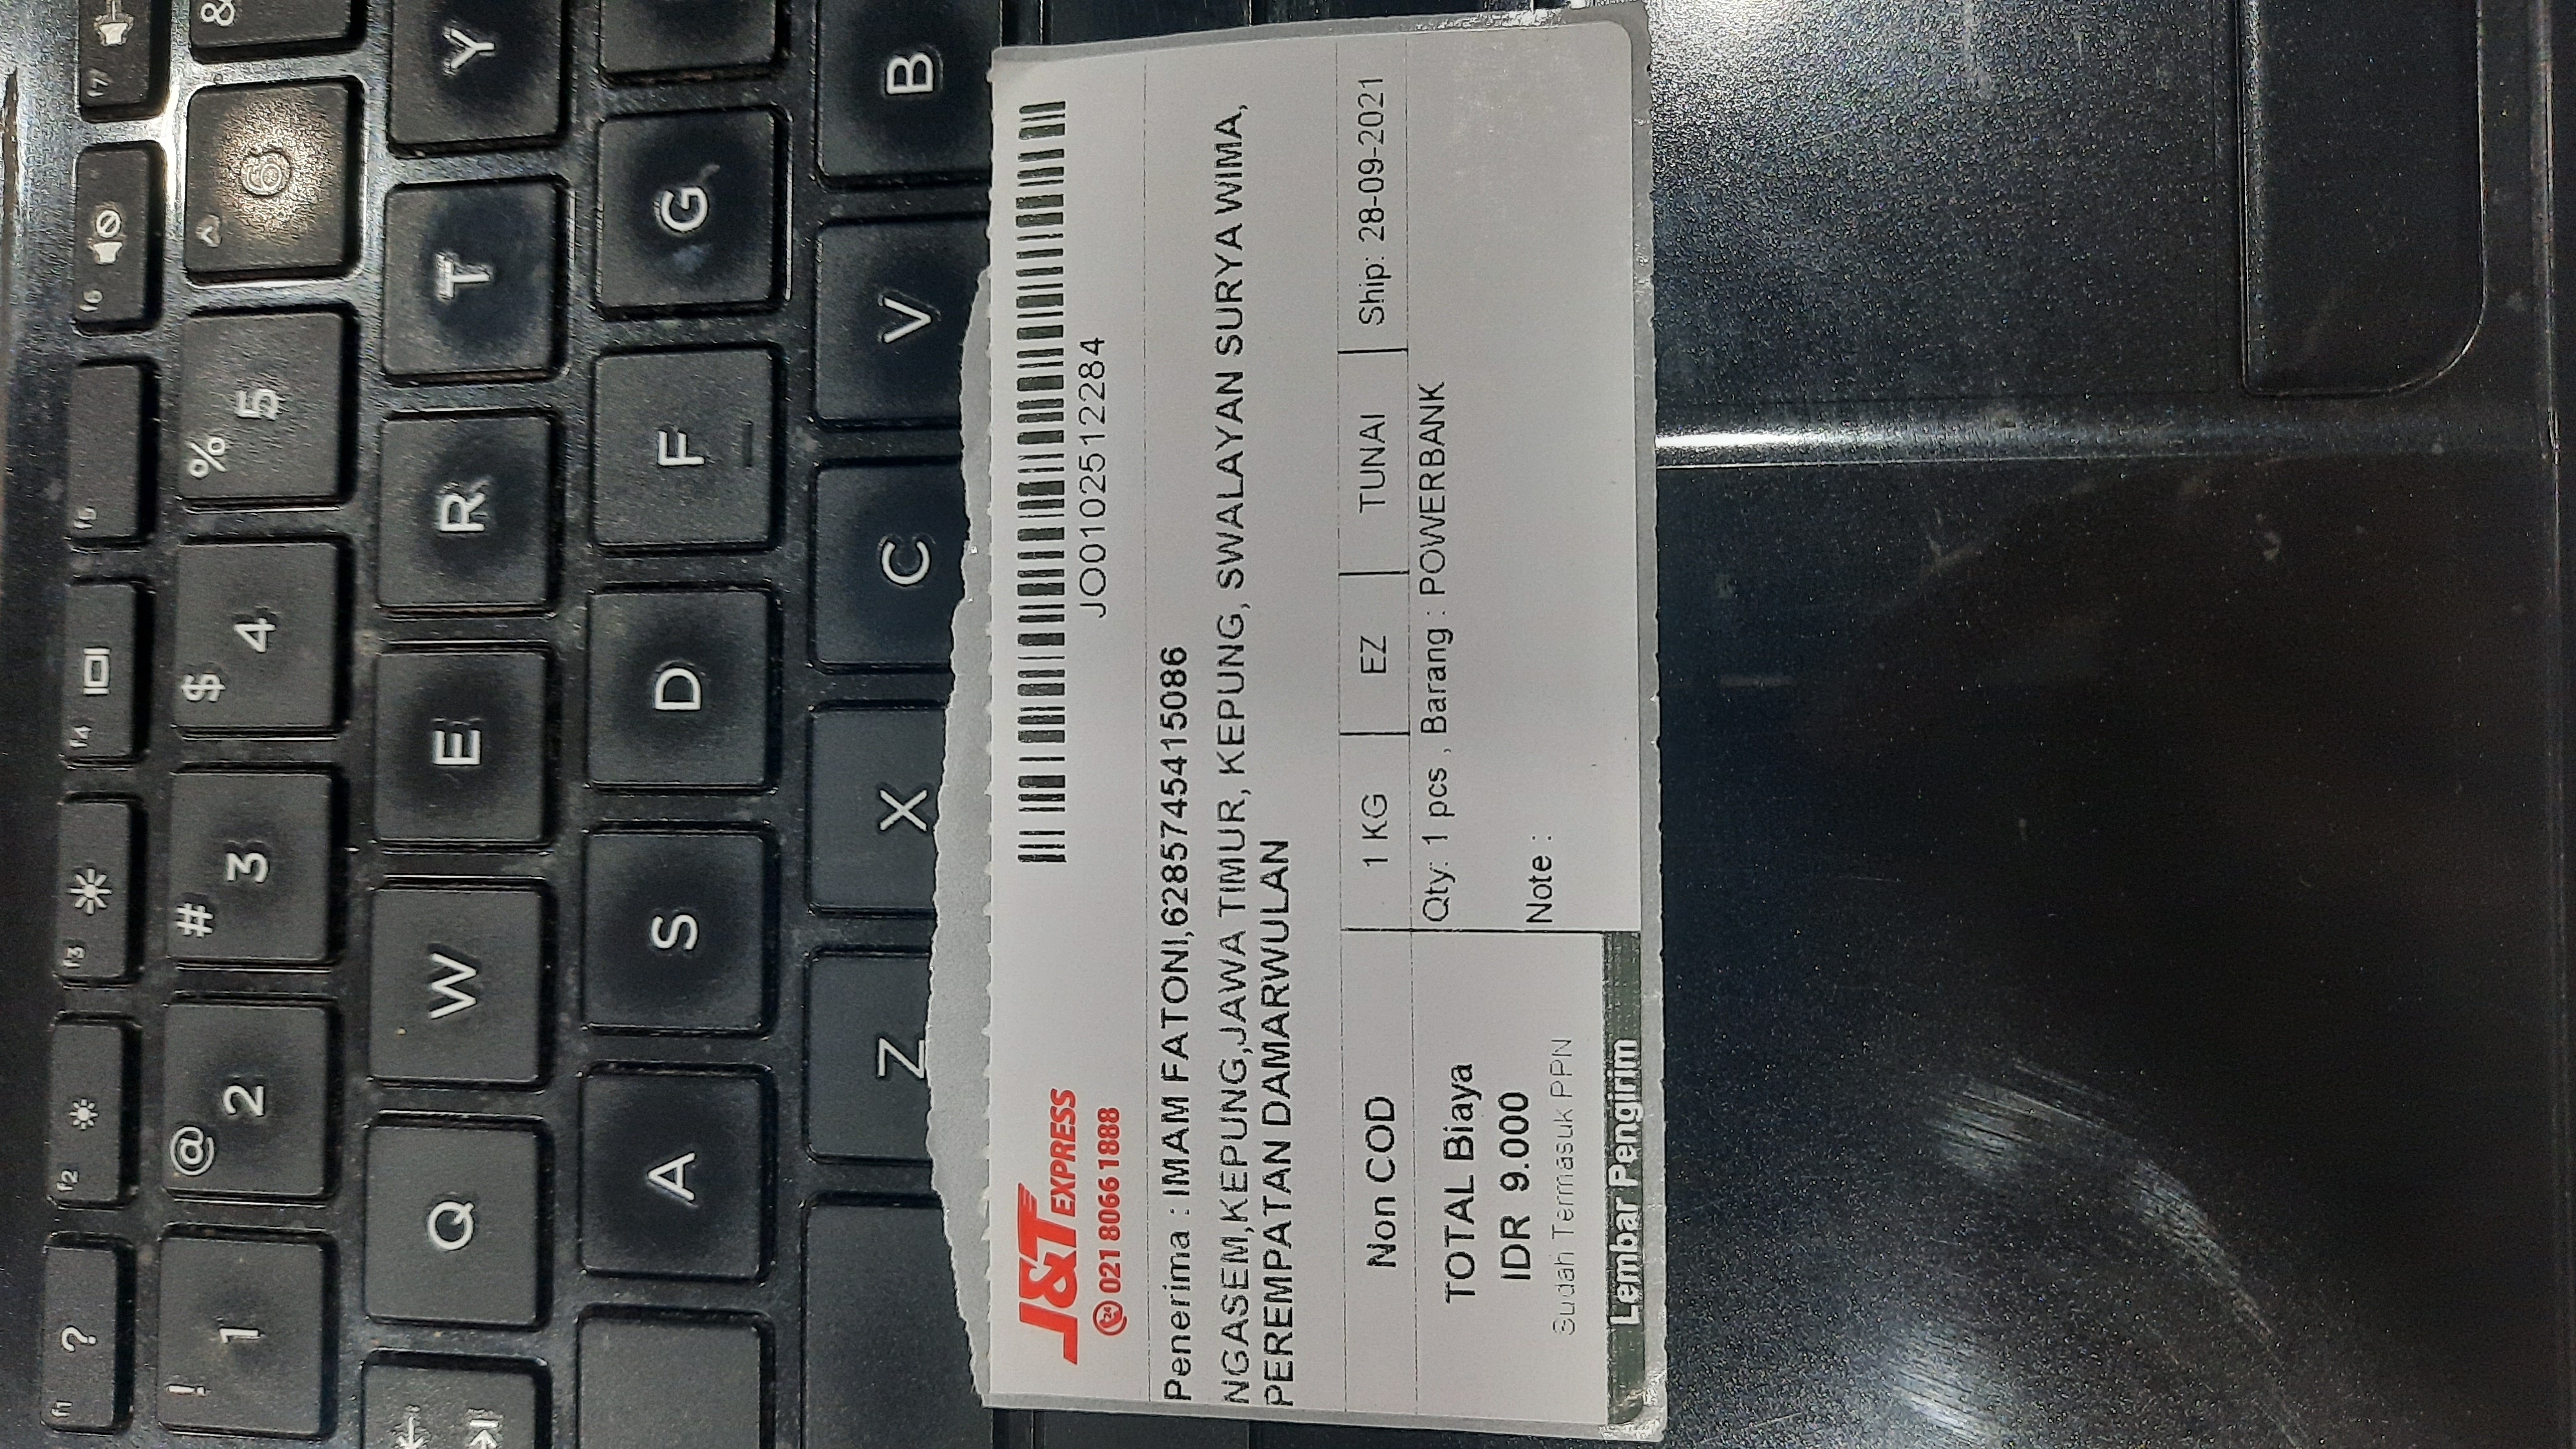 f1 ? f2 f3 f4 f5 f6 f7
! 1 @ 2 # 3 $ 4 % 5 ^ 6 &
Q W E R T Y
A S D F G
Z X C V B
J&T EXPRESS
24 021 8066 1888
JO0102512284
Penerima : IMAM FATONI,6285745415086
NGASEM,KEPUNG,JAWA TIMUR, KEPUNG, SWALAYAN SURYA WIMA,
PEREMPATAN DAMARWULAN
Non COD 1 KG EZ TUNAI Ship: 28-09-2021
Qty: 1 pcs , Barang : POWERBANK
TOTAL Biaya
IDR 9.000
Note :
Sudah Termasuk PPN
Lembar Pengirim